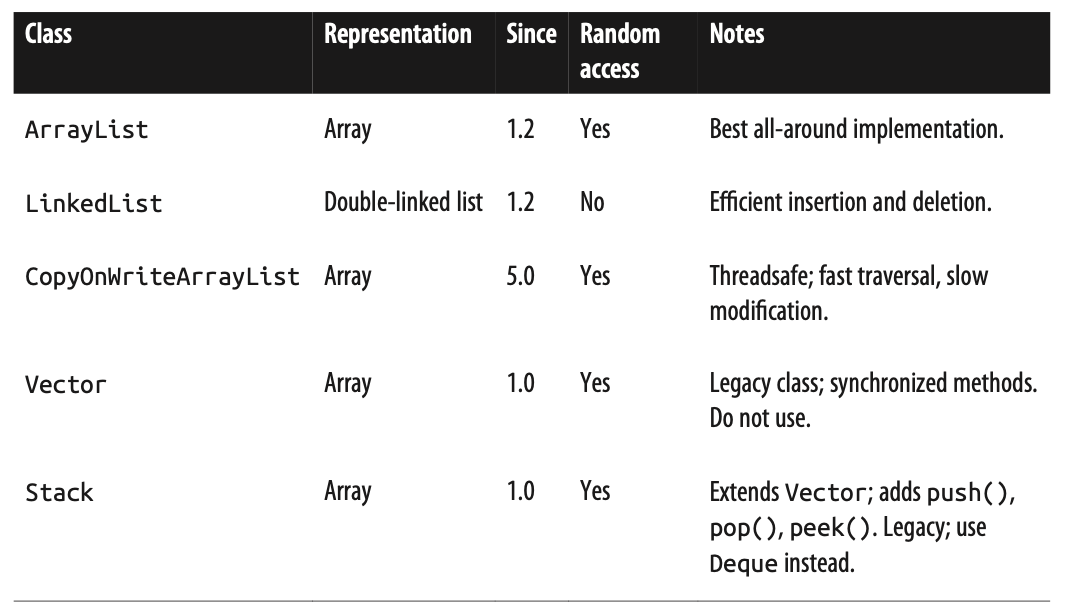 Class Representation Since Random access Notes
ArrayList Array 1.2 Yes Best all-around implementation.
LinkedList Double-linked list 1.2 No Efficient insertion and deletion.
CopyOnWriteArrayList Array 5.0 Yes Threadsafe; fast traversal, slow
modification.
Vector Array 1.0 Yes Legacy class; synchronized methods.
Do not use.
Stack Array 1.0 Yes Extends Vector; adds push(),
pop(), peek(). Legacy; use
Deque instead.